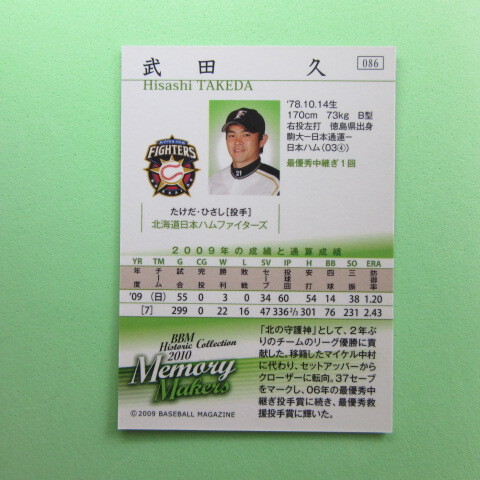 武田 久
086
Hisashi TAKEDA
'78.10.14生
170cm 73kg B型
右投左打 徳島県出身
駒大ー日本通運ー
日本ハム(03④)
最優秀中継ぎ1回
FIGHTERS
たけだ・ひさし[投手]
北海道日本ハムファイターズ
2009年の成績と通算成績
YR TM G CG W L SV IP H BB SO ERA
年度 チーム 試合 完投 勝利 敗戦 セーブ 投球回 安打 四球 三振 防御率
'09 (日) 55 0 3 0 34 60 54 14 38 1.20
[7] 299 0 22 16 47 336 2/3 301 76 231 2.43
BBM
Historic Collection
2010
Memory
Makers
©2009 BASEBALL MAGAZINE
「北の守護神」として、2年ぶ
りのチームのリーグ優勝に貢
献した。移籍したマイケル中村
に代わり、セットアッパーから
クローザーに転向。37セーブ
をマークし、06年の最優秀中
継ぎ投手賞に続き、最優秀救
援投手賞に輝いた。